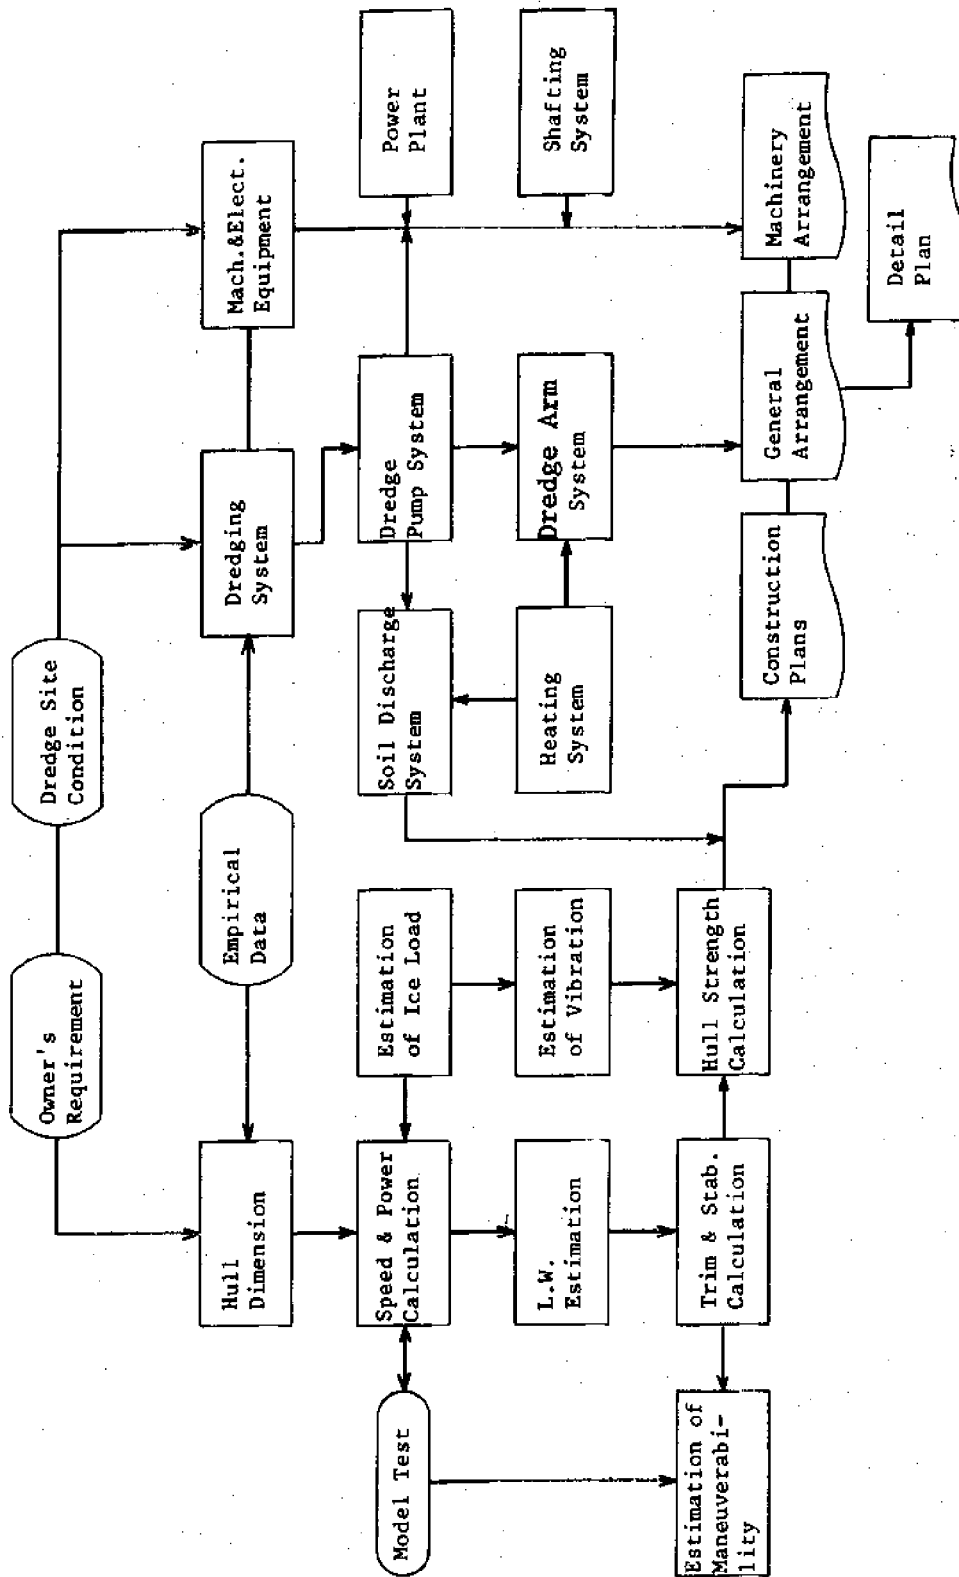 Owner's
Requirement
Dredge Site
Condition
Hull
Dimension
Empirical
Data
Dredging
System
Mach.&Elect.
Equipment
Model Test
Speed & Power
Calculation
Estimation
of Ice Load
Soil Discharge
System
Dredge
Pump System
Power
Plant
L.W.
Estimation
Estimation
of Vibration
Heating
System
Dredge Arm
System
Shafting
System
Estimation of
Maneuverabi-
lity
Trim & Stab.
Calculation
Hull Strength
Calculation
Construction
Plans
General
Arrangement
Machinery
Arrangement
Detail
Plan